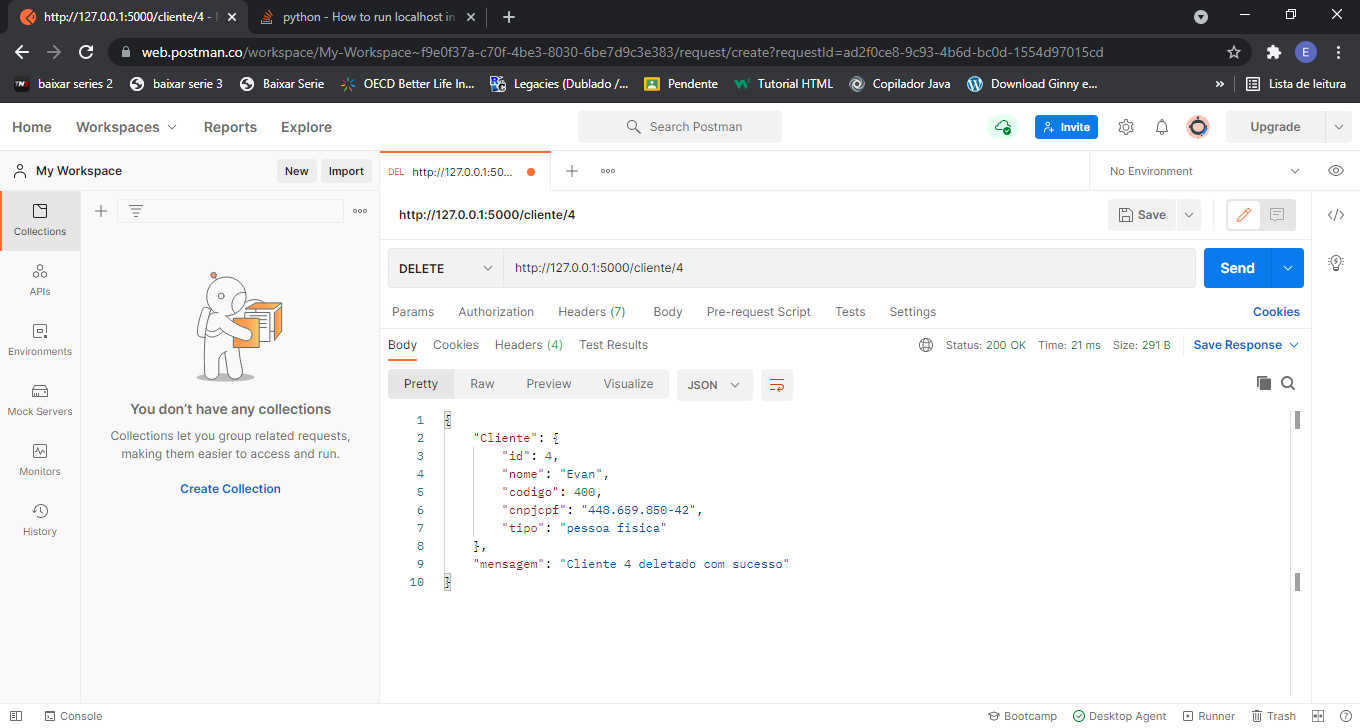 http://127.0.0.1:5000/cliente/4 -
python - How to run localhost in
web.postman.co/workspace/My-Workspace~f9e0f37a-c70f-4be3-8030-6be7d9c3e383/request/create?requestId=ad2f0ce8-9c93-4b6d-bc0d-1554d97015cd
E
baixar series 2
baixar serie 3
Baixar Serie
OECD Better Life In...
Legacies (Dublado /...
Pendente
Tutorial HTML
Copilador Java
Download Ginny e...
»
Lista de leitura
Home
Workspaces
Reports
Explore
Search Postman
Invite
Upgrade
My Workspace
New
Import
DEL http://127.0.0.1:50...
No Environment
Collections
APIs
Environments
Mock Servers
Monitors
History
You don’t have any collections
Collections let you group related requests,
making them easier to access and run.
Create Collection
http://127.0.0.1:5000/cliente/4
Save
DELETE
http://127.0.0.1:5000/cliente/4
Send
Params
Authorization
Headers (7)
Body
Pre-request Script
Tests
Settings
Cookies
Body
Cookies
Headers (4)
Test Results
Status: 200 OK
Time: 21 ms
Size: 291 B
Save Response
Pretty
Raw
Preview
Visualize
JSON
1 {
2 "Cliente": {
3 "id": 4,
4 "nome": "Evan",
5 "codigo": 400,
6 "cnpjcpf": "448.659.850-42",
7 "tipo": "pessoa fisica"
8 },
9 "mensagem": "Cliente 4 deletado com sucesso"
10 }
Console
Bootcamp
Desktop Agent
Runner
Trash